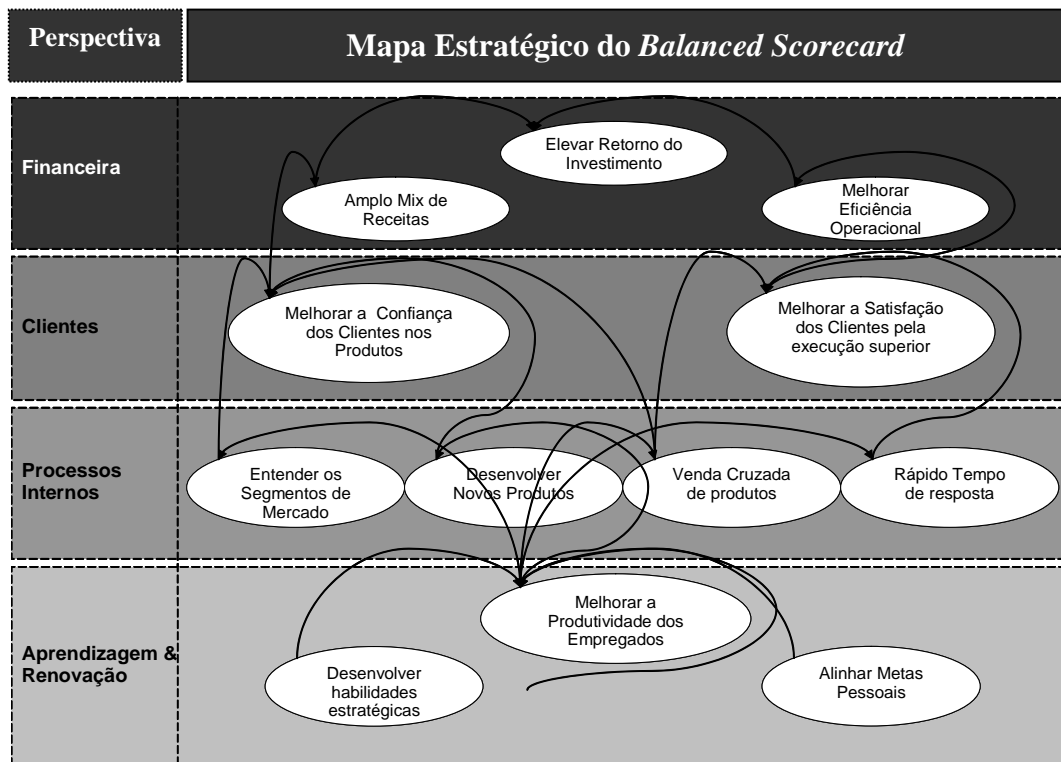 Perspectiva
Mapa Estratégico do Balanced Scorecard
Financeira
Elevar Retorno do
Investimento
Amplo Mix de
Receitas
Melhorar
Eficiência
Operacional
Clientes
Melhorar a Confiança
dos Clientes nos
Produtos
Melhorar a Satisfação
dos Clientes pela
execução superior
Processos
Internos
Entender os
Segmentos de
Mercado
Desenvolver
Novos Produtos
Venda Cruzada
de produtos
Rápido Tempo
de resposta
Aprendizagem &
Renovação
Melhorar a
Produtividade dos
Empregados
Desenvolver
habilidades
estratégicas
Alinhar Metas
Pessoais